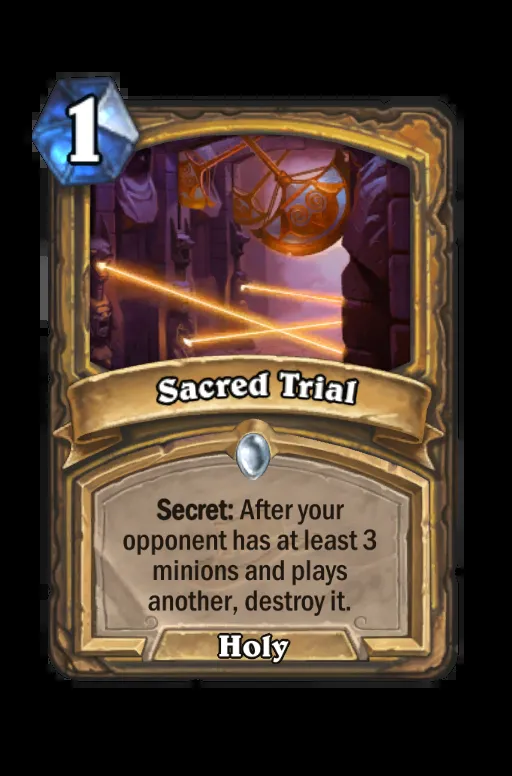 1
Sacred Trial
Secret: After your
opponent has at least 3
minions and plays
another, destroy it.
Holy